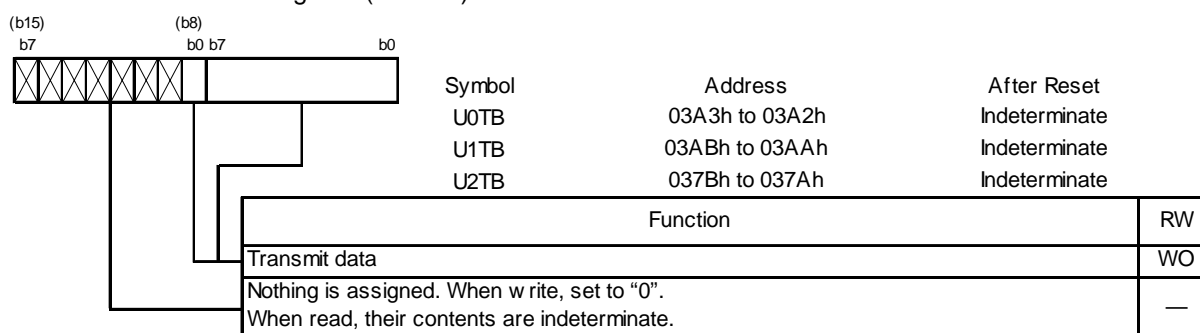 (b15) (b8)
b7 b0 b7 b0
Symbol Address After Reset
U0TB 03A3h to 03A2h Indeterminate
U1TB 03ABh to 03AAh Indeterminate
U2TB 037Bh to 037Ah Indeterminate
Function RW
Transmit data WO
Nothing is assigned. When write, set to “0”.
When read, their contents are indeterminate. —